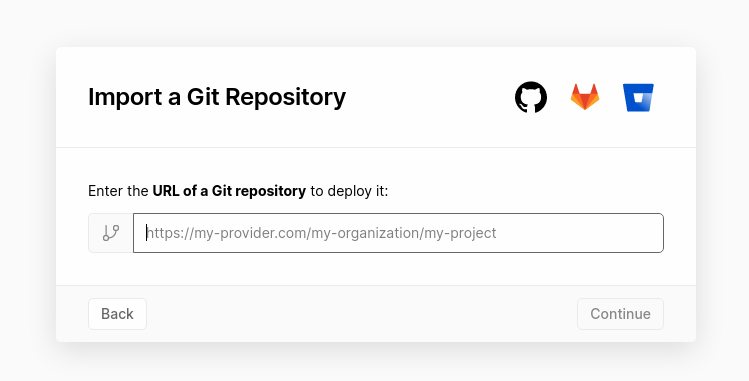 Import a Git Repository
Enter the URL of a Git repository to deploy it:
https://my-provider.com/my-organization/my-project
Back
Continue